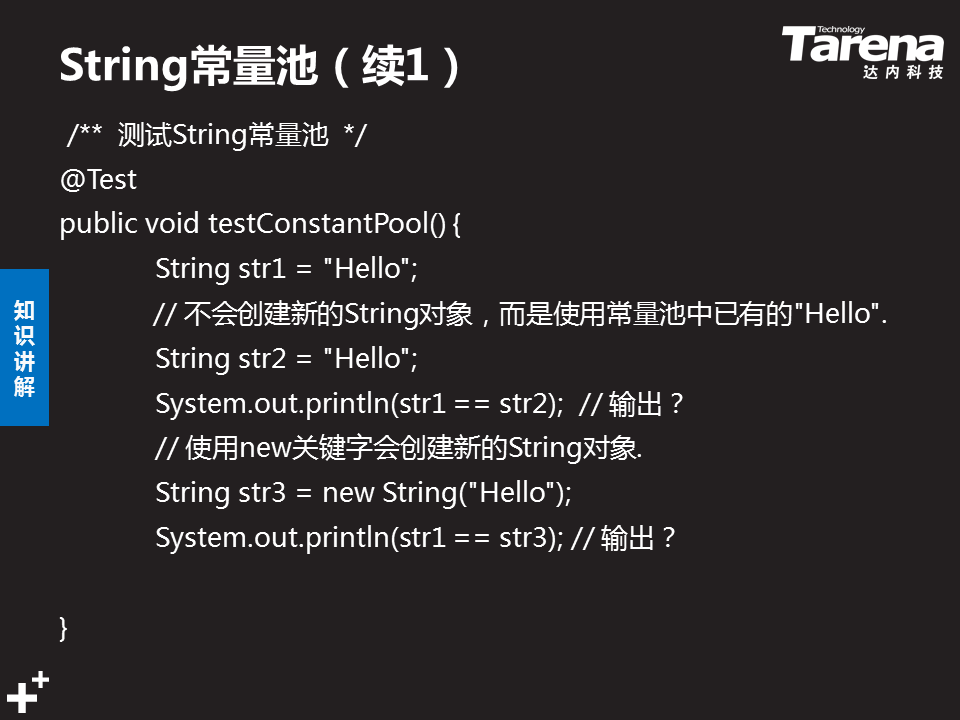 String常量池（续1）
Technology
Tarena
达内科技
/** 测试String常量池 */
@Test
public void testConstantPool() {
String str1 = "Hello";
// 不会创建新的String对象，而是使用常量池中已有的"Hello".
String str2 = "Hello";
System.out.println(str1 == str2); // 输出？
// 使用new关键字会创建新的String对象.
String str3 = new String("Hello");
System.out.println(str1 == str3); // 输出？
}
知识讲解